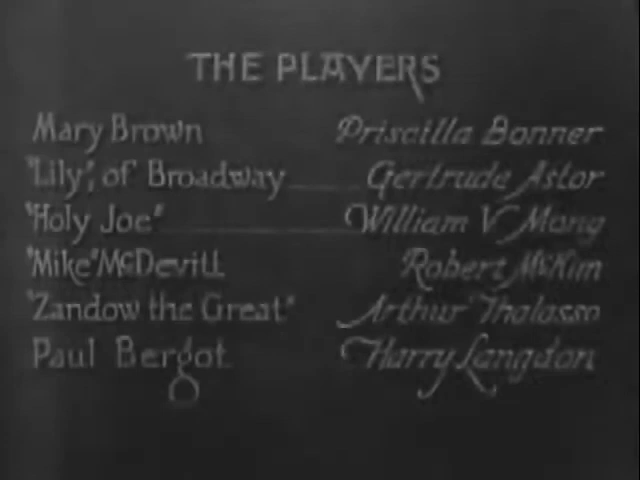 THE PLAYERS
Mary Brown Priscilla Bonner
"Lily", of Broadway Gertrude Astor
"Holy Joe" William V Mong
"Mike" McDevitt Robert McKim
"Zandow the Great" Arthur Thalasso
Paul Bergot Harry Langdon